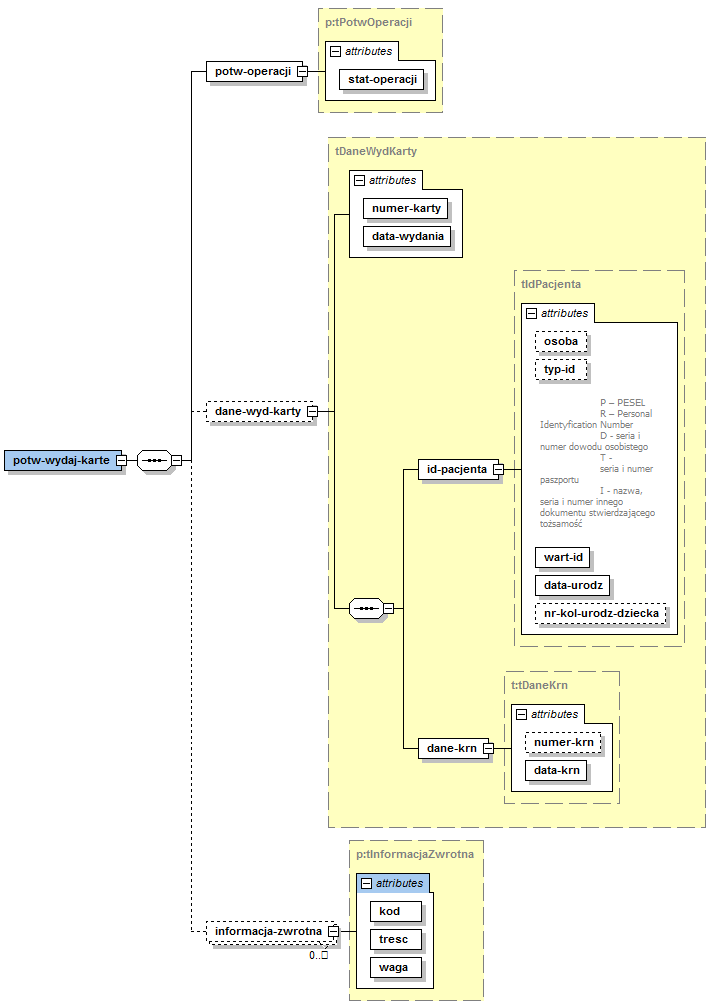 p:tPotwOperacji
attributes
potw-operacji
stat-operacji
tDaneWydKarty
attributes
numer-karty
data-wydania
tIdPacjenta
attributes
osoba
typ-id
P – PESEL
R – Personal
Identyfication Number
D - seria i
numer dowodu osobistego
T -
seria i numer
paszportu
I - nazwa,
seria i numer innego
dokumentu stwierdzającego
tożsamość
dane-wyd-karty
potw-wydaj-karte
id-pacjenta
wart-id
data-urodz
nr-kol-urodz-dziecka
t:tDaneKrn
attributes
numer-krn
dane-krn
data-krn
p:tInformacjaZwrotna
attributes
kod
informacja-zwrotna
tresc
0..
waga